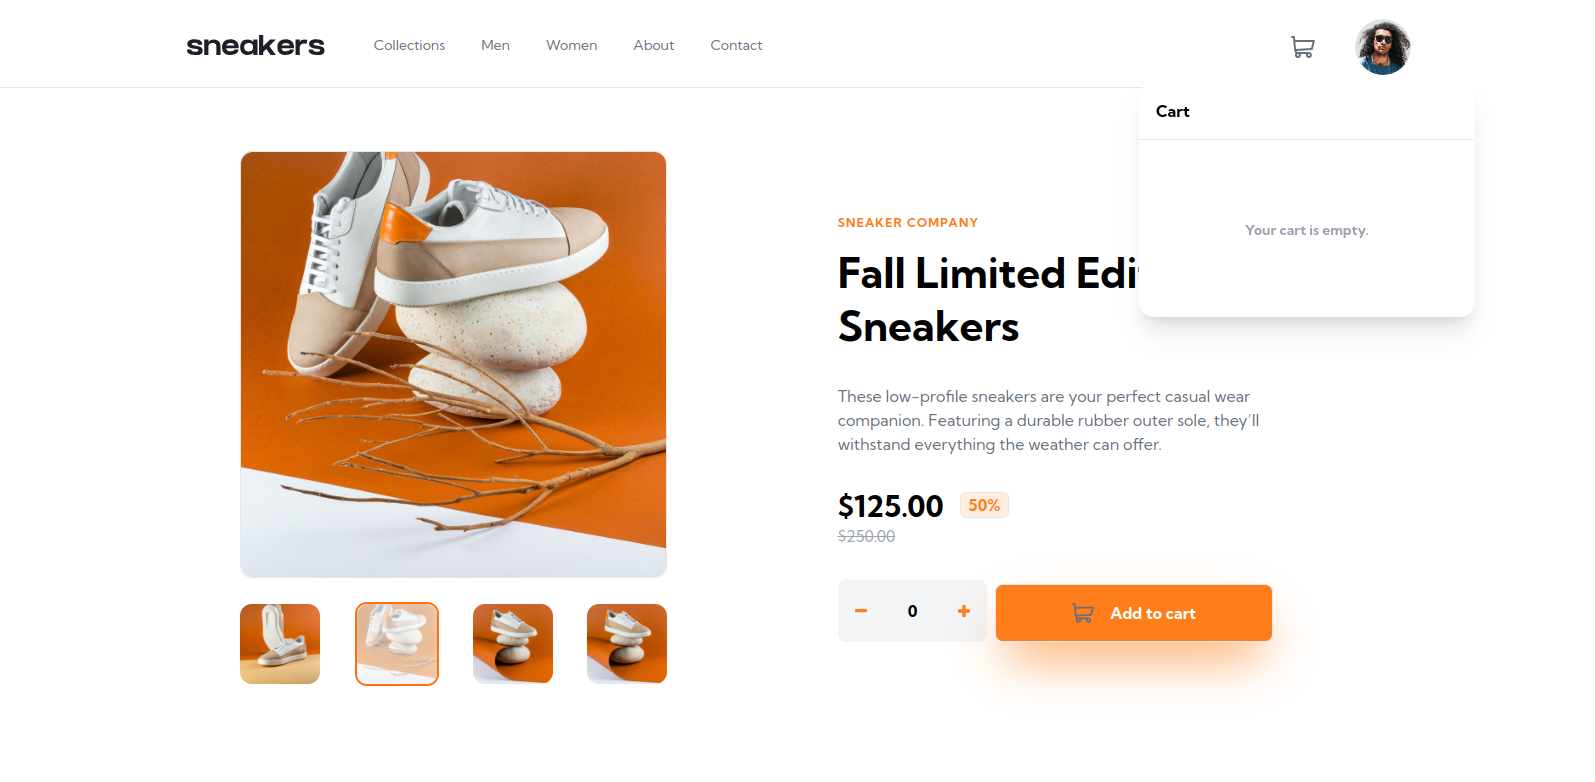 sneakers
Collections
Men
Women
About
Contact
Cart
Your cart is empty.
SNEAKER COMPANY
Fall Limited Edi
Sneakers
These low-profile sneakers are your perfect casual wear
companion. Featuring a durable rubber outer sole, they’ll
withstand everything the weather can offer.
$125.00
50%
$250.00
0
Add to cart